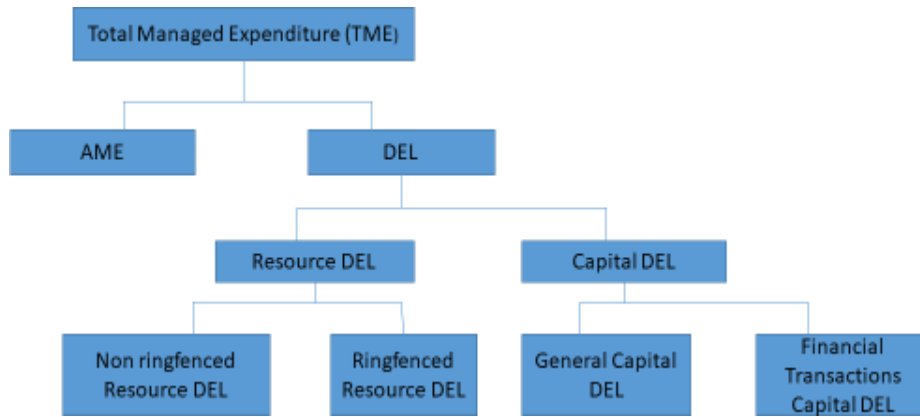 Total Managed Expenditure (TME)
AME
DEL
Resource DEL
Capital DEL
Non ringfenced
Resource DEL
Ringfenced
Resource DEL
General Capital
DEL
Financial
Transactions
Capital DEL